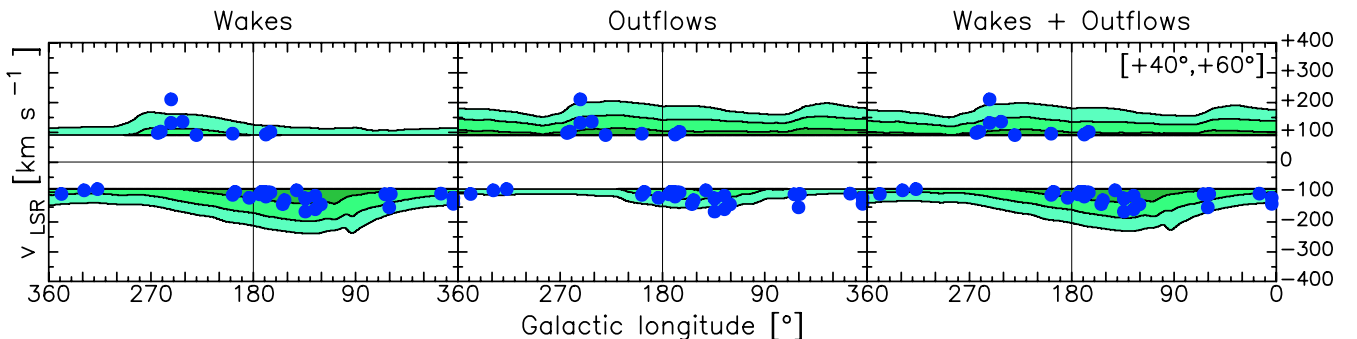 Wakes Outflows Wakes + Outflows
[+40°,+60°]
+400
+300
+200
+100
0
−100
−200
−300
−400
v LSR [km s −1]
360 270 180 90 360 270 180 90 360 270 180 90 0
Galactic longitude [°]